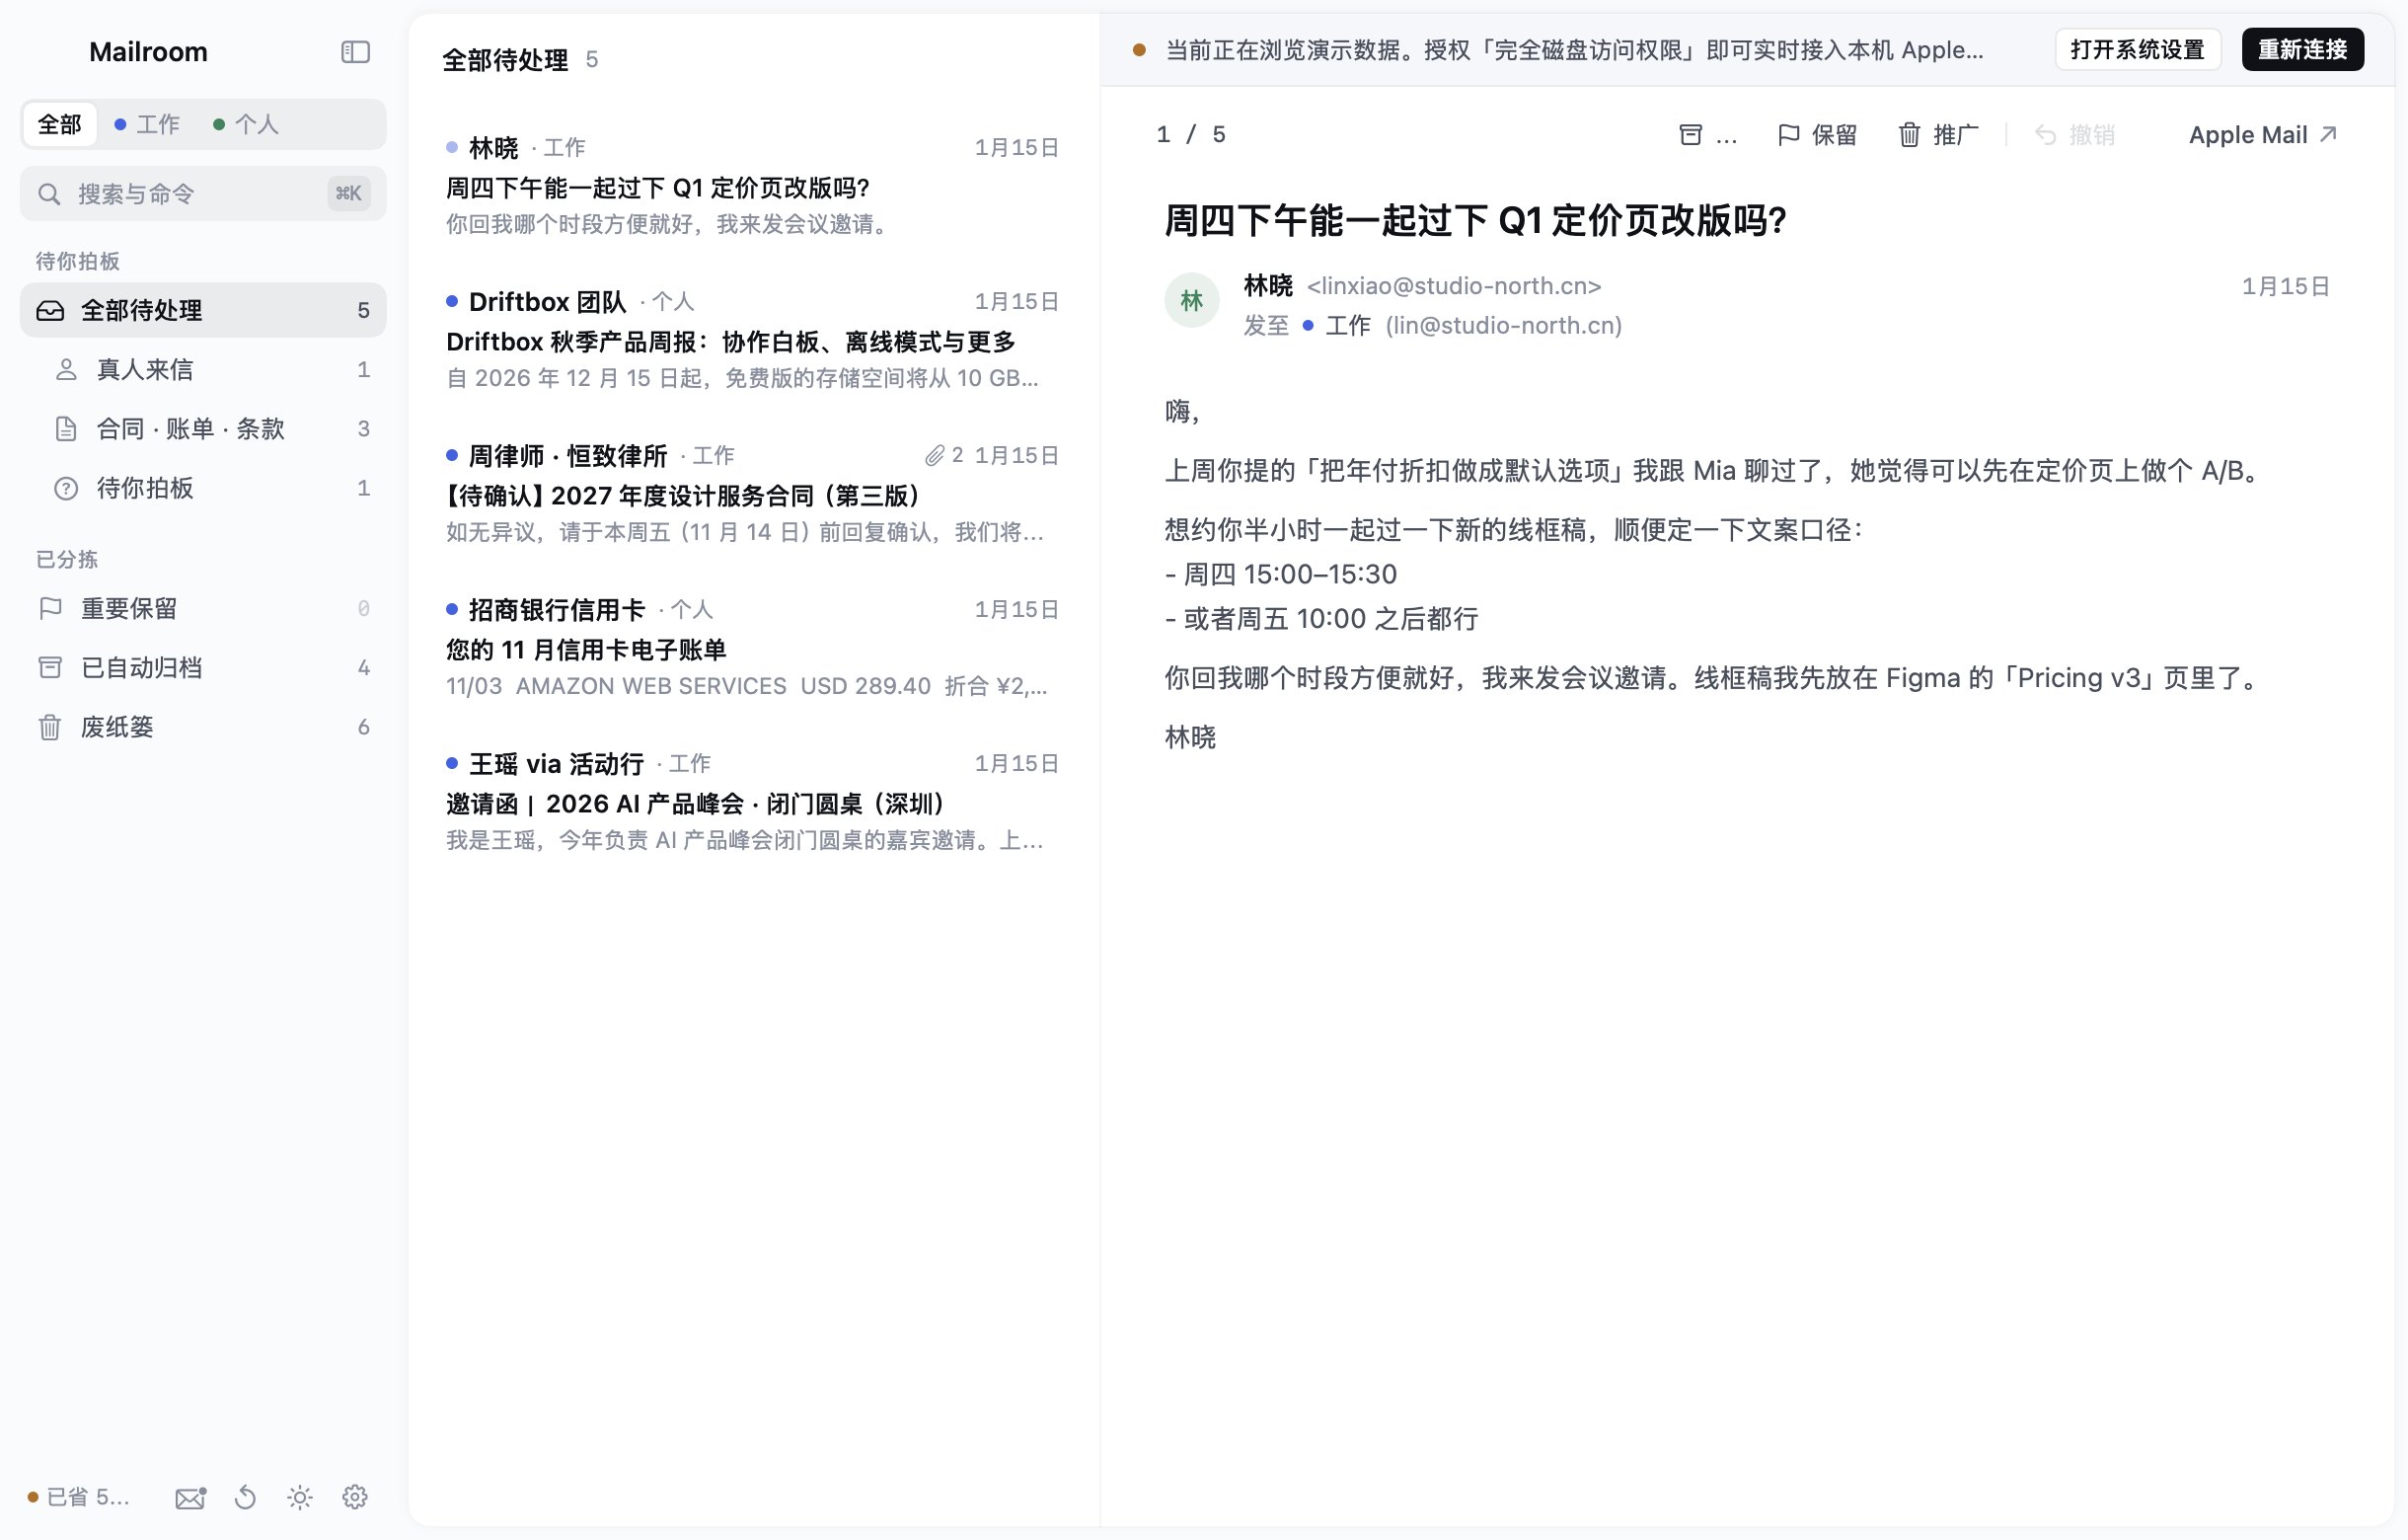 Mailroom
全部 工作 个人
搜索与命令 ⌘K
待你拍板
全部待处理 5
真人来信 1
合同 · 账单 · 条款 3
待你拍板 1
已分拣
重要保留 0
已自动归档 4
废纸篓 6
已省 5...
全部待处理 5
林晓 · 工作 1月15日
周四下午能一起过下 Q1 定价页改版吗？
你回我哪个时段方便就好，我来发会议邀请。
Driftbox 团队 · 个人 1月15日
Driftbox 秋季产品周报：协作白板、离线模式与更多
自 2026 年 12 月 15 日起，免费版的存储空间将从 10 GB...
周律师 · 恒致律所 · 工作 2 1月15日
【待确认】2027 年度设计服务合同（第三版）
如无异议，请于本周五（11 月 14 日）前回复确认，我们将...
招商银行信用卡 · 个人 1月15日
您的 11 月信用卡电子账单
11/03 AMAZON WEB SERVICES USD 289.40 折合 ¥2,...
王瑶 via 活动行 · 工作 1月15日
邀请函 | 2026 AI 产品峰会 · 闭门圆桌（深圳）
我是王瑶，今年负责 AI 产品峰会闭门圆桌的嘉宾邀请。上...
当前正在浏览演示数据。授权「完全磁盘访问权限」即可实时接入本机 Apple... 打开系统设置 重新连接
1 / 5 ... 保留 推广 撤销 Apple Mail ↗
周四下午能一起过下 Q1 定价页改版吗？
林 林晓 <linxiao@studio-north.cn> 1月15日
发至 工作 (lin@studio-north.cn)
嗨，
上周你提的「把年付折扣做成默认选项」我跟 Mia 聊过了，她觉得可以先在定价页上做个 A/B。
想约你半小时一起过一下新的线框稿，顺便定一下文案口径：
- 周四 15:00–15:30
- 或者周五 10:00 之后都行
你回我哪个时段方便就好，我来发会议邀请。线框稿我先放在 Figma 的「Pricing v3」页里了。
林晓